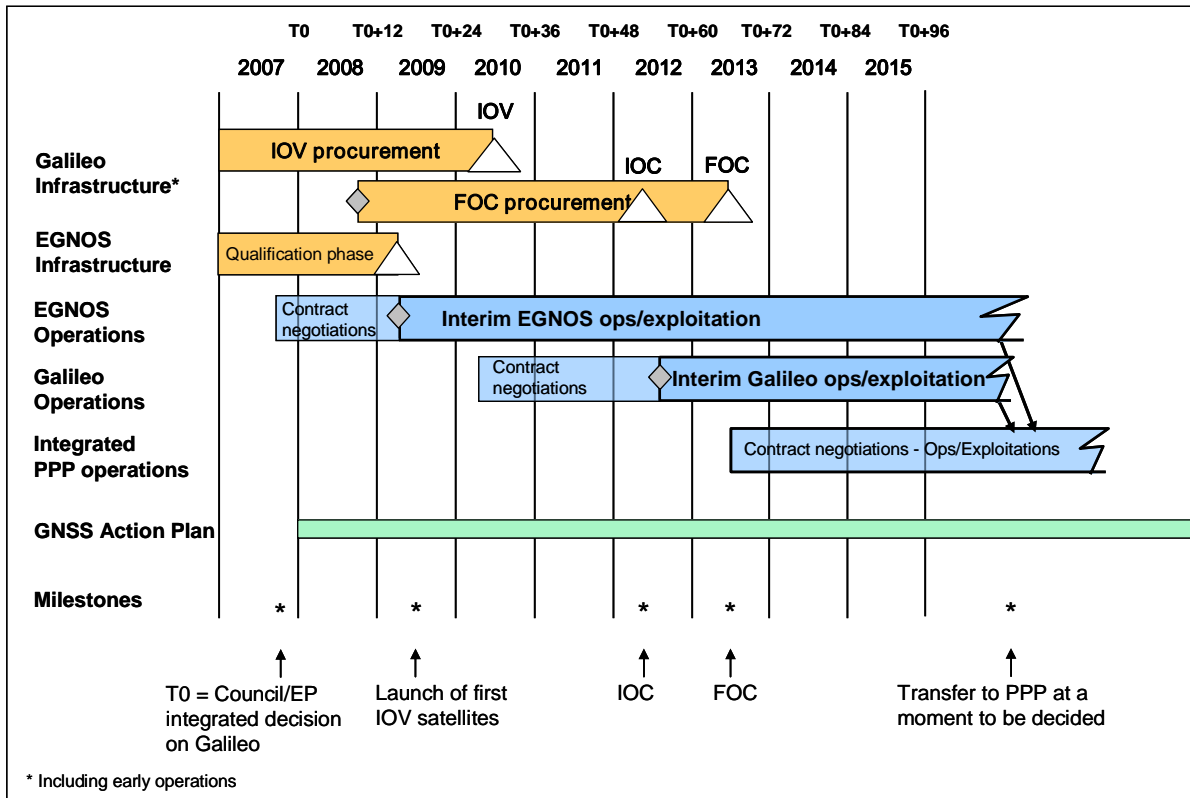 T0 T0+12 T0+24 T0+36 T0+48 T0+60 T0+72 T0+84 T0+96
2007 2008 2009 2010 2011 2012 2013 2014 2015
IOV
IOV procurement
Galileo
Infrastructure*
IOC FOC
FOC procurement
EGNOS
Infrastructure
Qualification phase
EGNOS
Operations
Contract
negotiations
Interim EGNOS ops/exploitation
Galileo
Operations
Contract
negotiations
Interim Galileo ops/exploitation
Integrated
PPP operations
Contract negotiations - Ops/Exploitations
GNSS Action Plan
Milestones
* * * * *
T0 = Council/EP
integrated decision
on Galileo
Launch of first
IOV satellites
IOC
FOC
Transfer to PPP at a
moment to be decided
* Including early operations